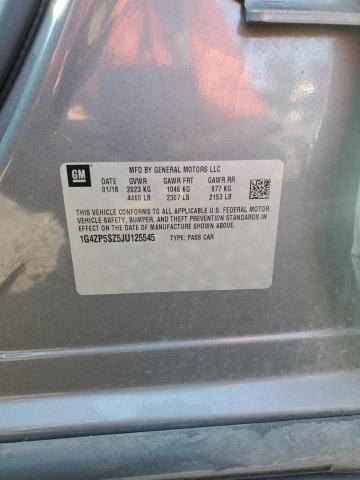 GM
MFD BY GENERAL MOTORS LLC
DATE GVWR GAWR FRT GAWR RR
01/18 2023 KG 1046 KG 977 KG
4460 LB 2307 LB 2153 LB
THIS VEHICLE CONFORMS TO ALL APPLICABLE U.S. FEDERAL MOTOR
VEHICLE SAFETY, BUMPER, AND THEFT PREVENTION STANDARDS
IN EFFECT ON THE DATE OF MANUFACTURE SHOWN ABOVE.
1G4ZP5SZ5JU125545 TYPE: PASS CAR